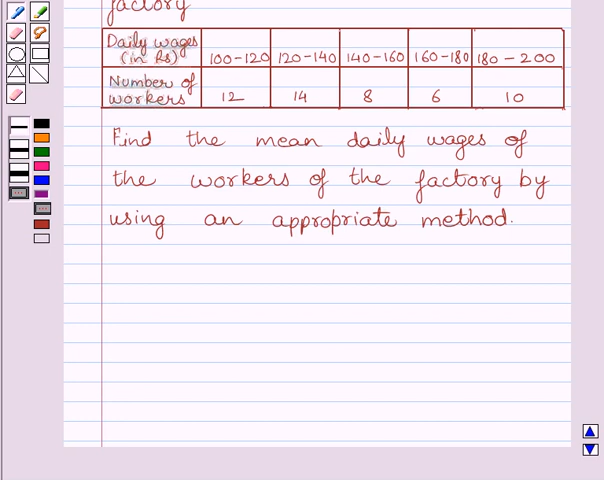 factory
Daily wages (in Rs) 100-120 120-140 140-160 160-180 180-200
Number of workers 12 14 8 6 10
Find the mean daily wages of
the workers of the factory by
using an appropriate method.